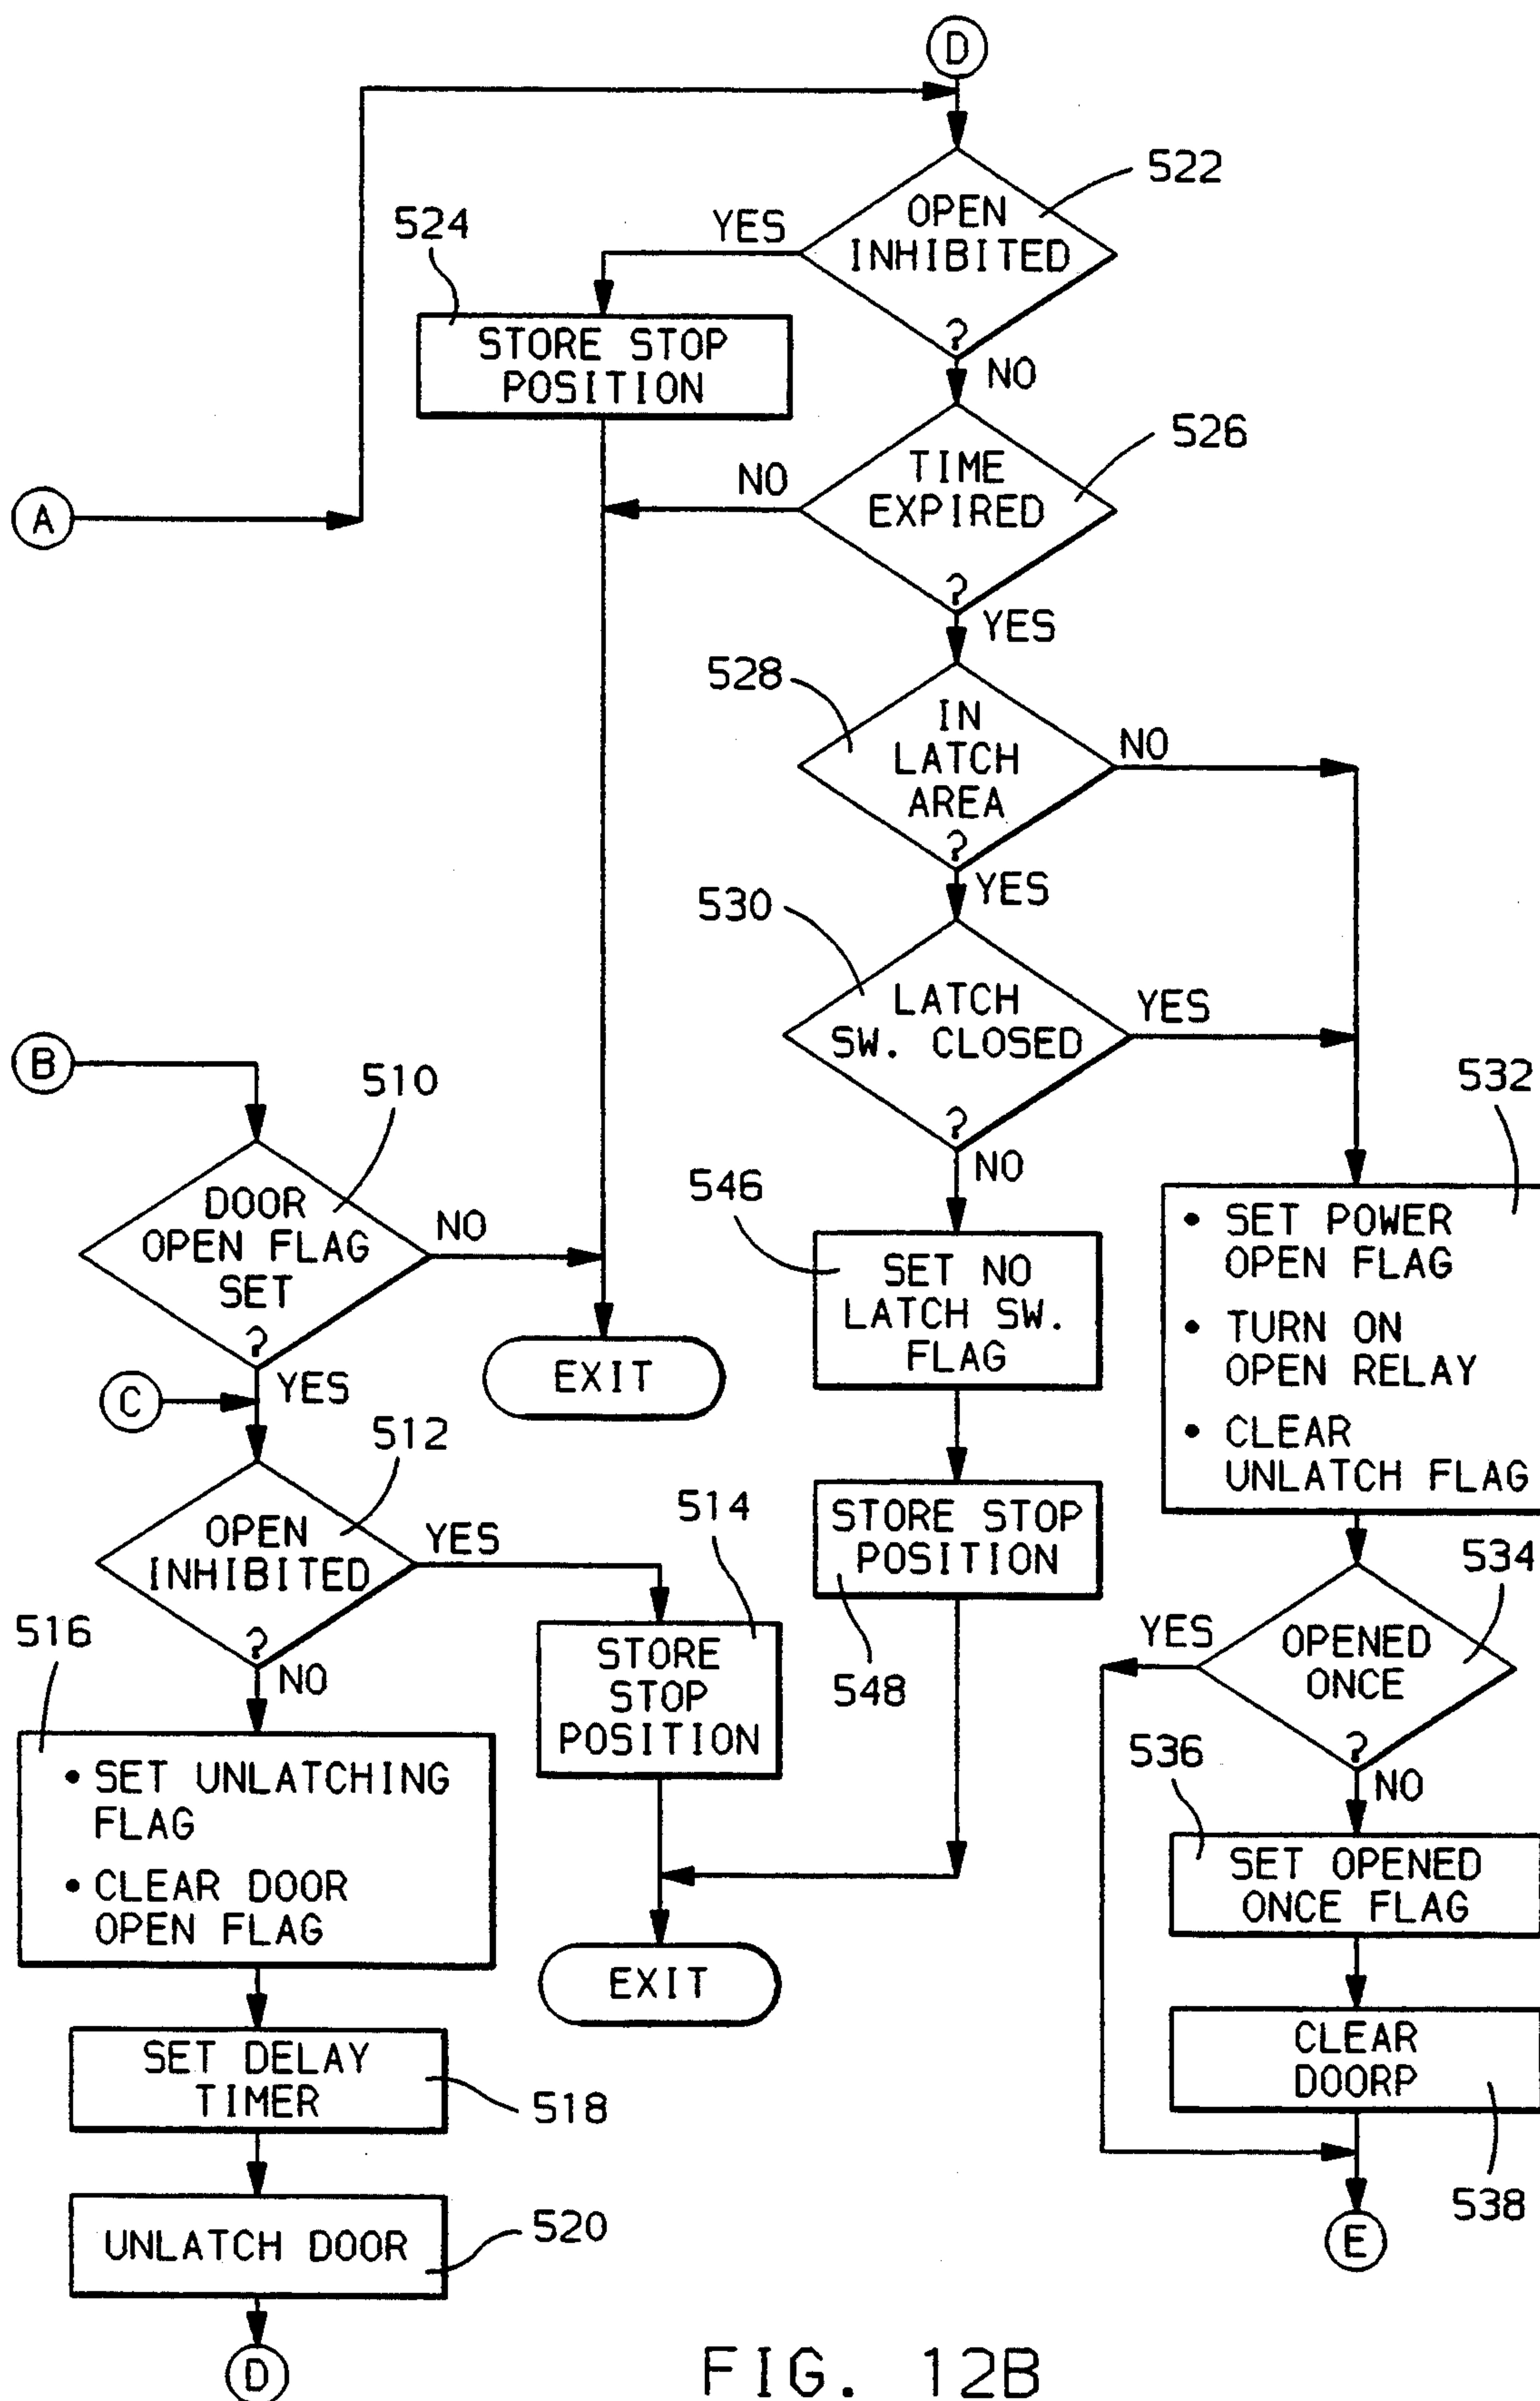 D
522
OPEN
INHIBITED
?
YES
NO
524
STORE STOP
POSITION
526
TIME
EXPIRED
?
NO
YES
A
528
IN
LATCH
AREA
?
NO
YES
530
LATCH
SW. CLOSED
?
YES
NO
B
510
DOOR
OPEN FLAG
SET
?
NO
YES
EXIT
C
512
OPEN
INHIBITED
?
YES
NO
514
STORE
STOP
POSITION
EXIT
516
• SET UNLATCHING
FLAG
• CLEAR DOOR
OPEN FLAG
SET DELAY
TIMER
518
UNLATCH DOOR
520
D
546
SET NO
LATCH SW.
FLAG
STORE STOP
POSITION
548
532
• SET POWER
OPEN FLAG
• TURN ON
OPEN RELAY
• CLEAR
UNLATCH FLAG
534
OPENED
ONCE
?
YES
NO
536
SET OPENED
ONCE FLAG
CLEAR
DOORP
538
E
FIG. 12B